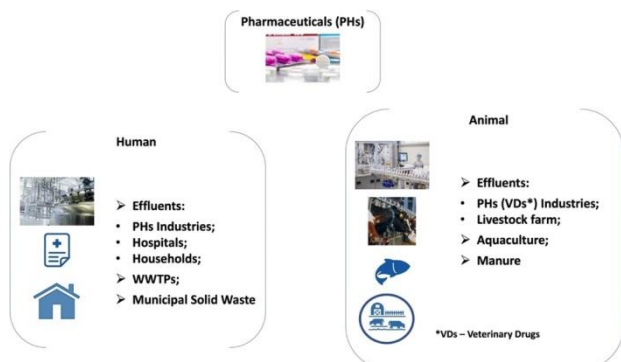 Pharmaceuticals (PHs)
Human
➢ Effluents:
• PHs Industries;
• Hospitals;
• Households;
➢ WWTPs;
➢ Municipal Solid Waste
Animal
➢ Effluents:
• PHs (VDs*) Industries;
• Livestock farm;
➢ Aquaculture;
➢ Manure
*VDs – Veterinary Drugs